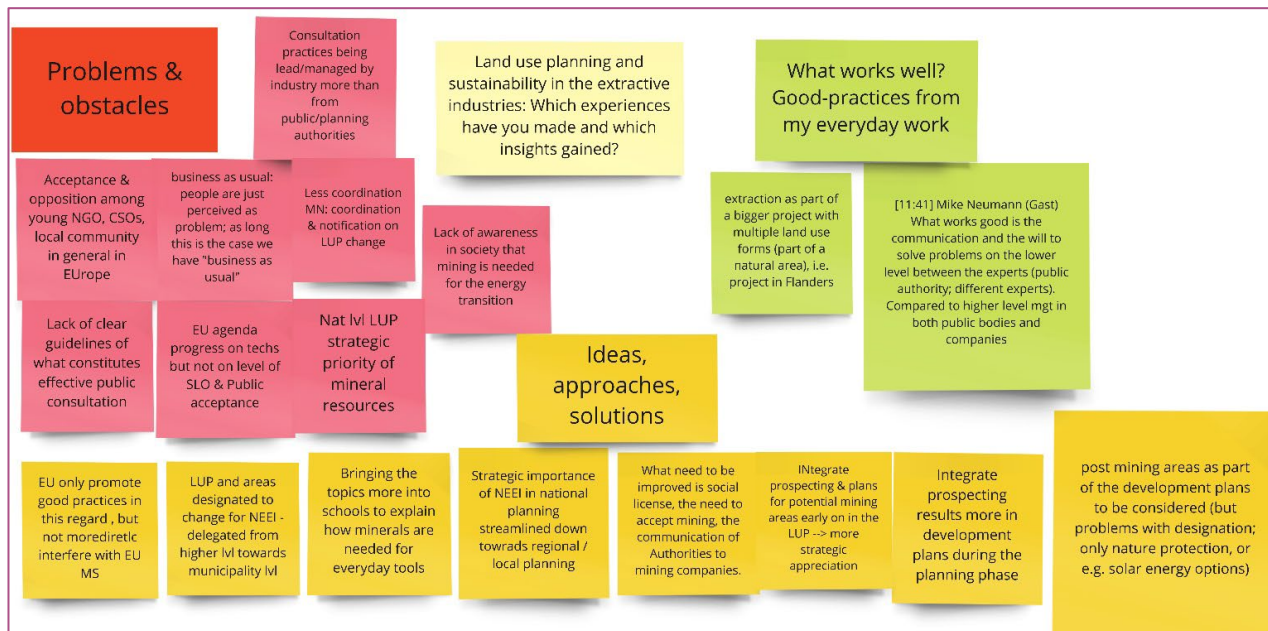 Problems &
obstacles
Consultation
practices being
lead/managed by
industry more than
from
public/planning
authorities
Land use planning and
sustainability in the extractive
industries: Which experiences
have you made and which
insights gained?
What works well?
Good-practices from
my everyday work
Acceptance &
opposition among
young NGO, CSOs,
local community
in general in
EUrope
business as usual:
people are just
perceived as
problem; as long
this is the case we
have "business as
usual"
Less coordination
MN: coordination
& notification on
LUP change
Lack of awareness
in society that
mining is needed
for the energy
transition
extraction as part of
a bigger project with
multiple land use
forms (part of a
natural area), i.e.
project in Flanders
[11:41] Mike Neumann (Gast)
What works good is the
communication and the will to
solve problems on the lower
level between the experts (public
authority; different experts).
Compared to higher level mgt in
both public bodies and
companies
Lack of clear
guidelines of
what constitutes
effective public
consultation
EU agenda
progress on techs
but not on level of
SLO & Public
acceptance
Nat lvl LUP
strategic
priority of
mineral
resources
Ideas,
approaches,
solutions
EU only promote
good practices in
this regard , but
not morediretlc
interfere with EU
MS
LUP and areas
designated to
change for NEEI -
delegated from
higher lvl towards
municipality lvl
Bringing the
topics more into
schools to explain
how minerals are
needed for
everyday tools
Strategic importance
of NEEI in national
planning
streamlined down
towrads regional /
local planning
What need to be
improved is social
license, the need to
accept mining, the
communication of
Authorities to
mining companies.
INtegrate
prospecting & plans
for potential mining
areas early on in the
LUP --> more
strategic
appreciation
Integrate
prospecting
results more in
development
plans during the
planning phase
post mining areas as part
of the development plans
to be considered (but
problems with designation;
only nature protection, or
e.g. solar energy options)